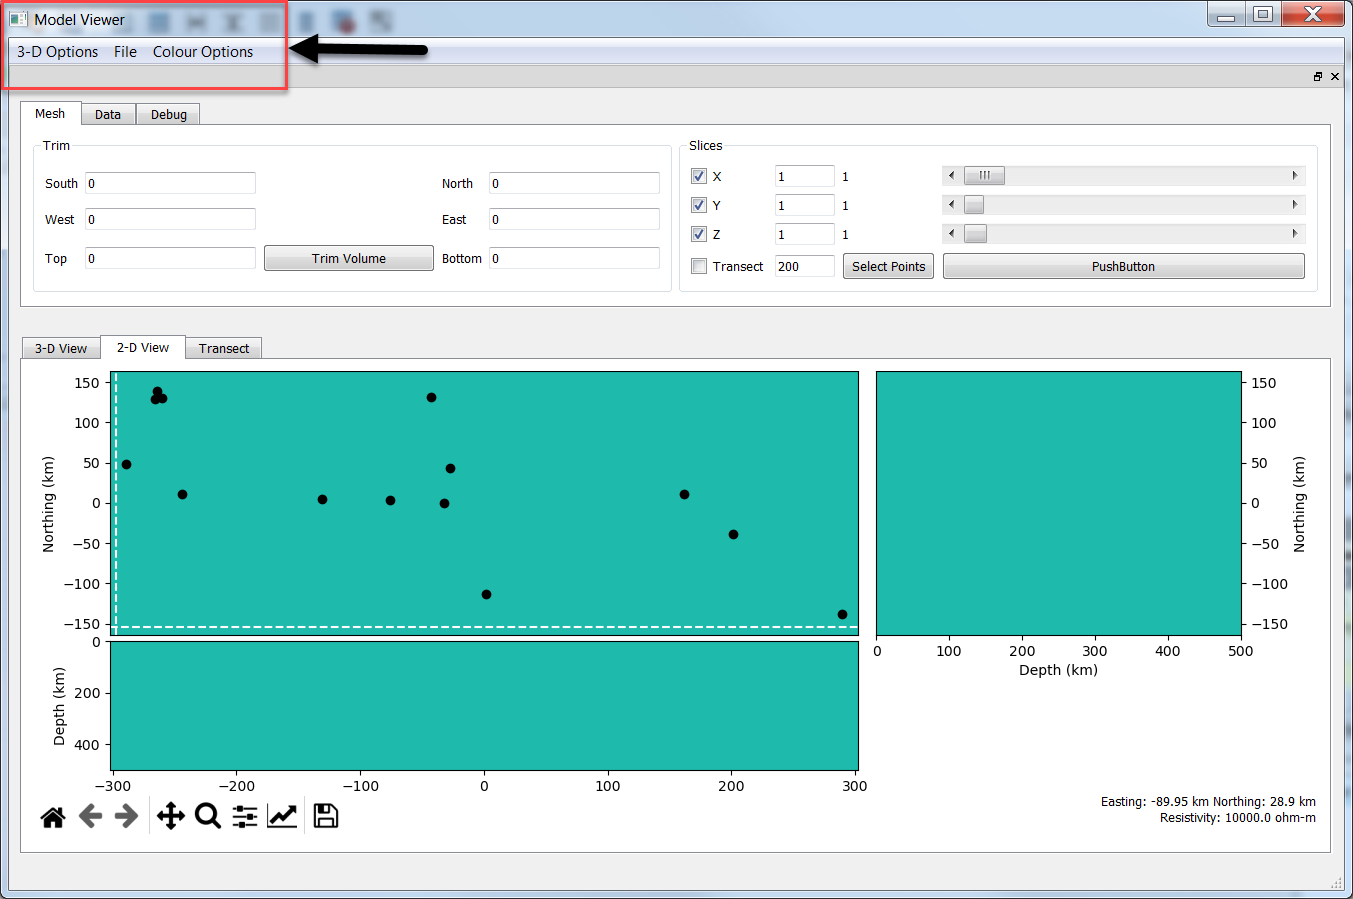 Model Viewer
3-D Options File Colour Options
Mesh Data Debug
Trim
South 0 North 0
West 0 East 0
Top 0 Trim Volume Bottom 0
Slices
X 1 1
Y 1 1
Z 1 1
Transect 200 Select Points PushButton
3-D View 2-D View Transect
150
100
50
0
−50
−100
−150
Northing (km)
0
200
400
Depth (km)
−300 −200 −100 0 100 200 300
150
100
50
0
−50
−100
−150
Northing (km)
0 100 200 300 400 500
Depth (km)
Easting: -89.95 km Northing: 28.9 km
Resistivity: 10000.0 ohm-m